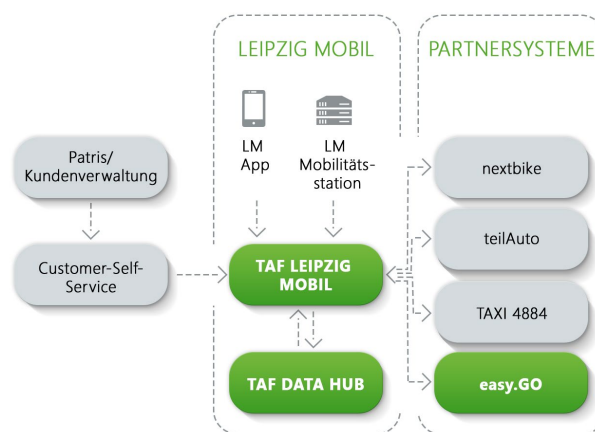 LEIPZIG MOBIL
PARTNERSYSTEME
LM
App
LM
Mobilitäts-
station
Patris/
Kundenverwaltung
nextbike
teilAuto
Customer-Self-
Service
TAF LEIPZIG
MOBIL
TAXI 4884
TAF DATA HUB
easy.GO